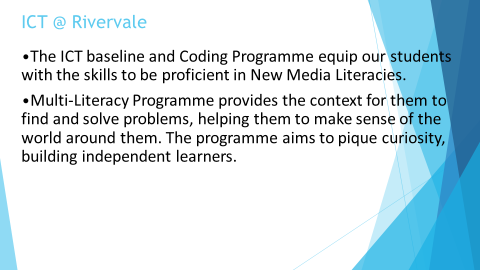 ICT @ Rivervale
•The ICT baseline and Coding Programme equip our students
with the skills to be proficient in New Media Literacies.
•Multi-Literacy Programme provides the context for them to
find and solve problems, helping them to make sense of the
world around them. The programme aims to pique curiosity,
building independent learners.